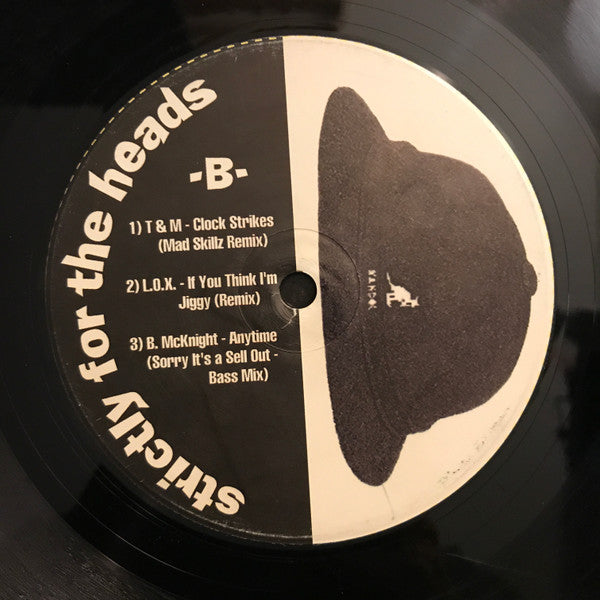 strictly for the heads
-B-
1) T & M - Clock Strikes
(Mad Skillz Remix)
2) L.O.X. - If You Think I'm
Jiggy (Remix)
3) B. McKnight - Anytime
(Sorry It's a Sell Out -
Bass Mix)